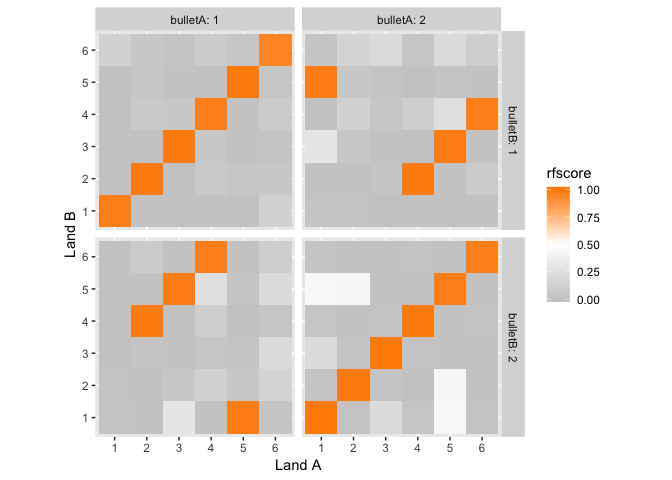 bulletA: 1
bulletA: 2
6
5
4
3
2
1
bulletB: 1
6
5
4
3
2
1
bulletB: 2
Land B
1 2 3 4 5 6
1 2 3 4 5 6
Land A
rfscore
1.00
0.75
0.50
0.25
0.00